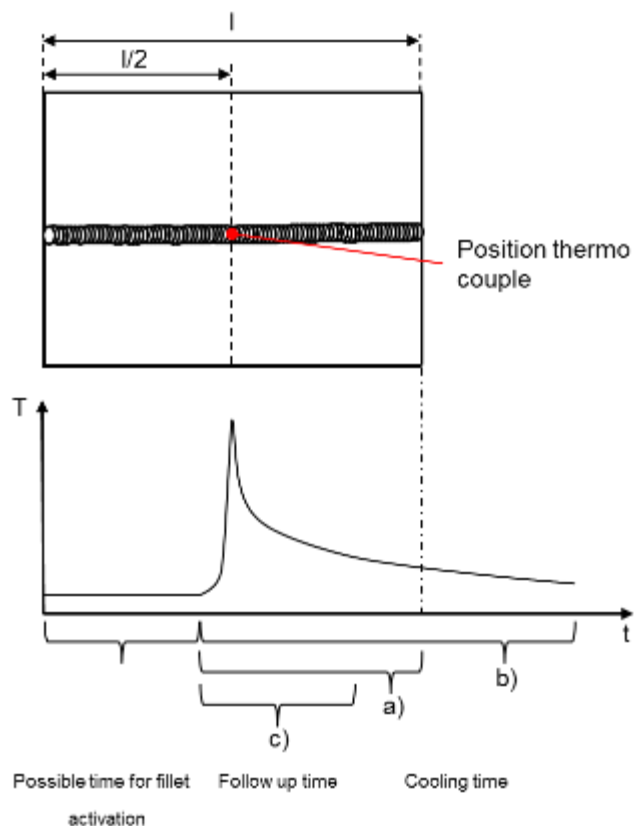 l
l/2
Position thermo
couple
T
t
b)
a)
c)
Possible time for fillet Follow up time Cooling time
activation